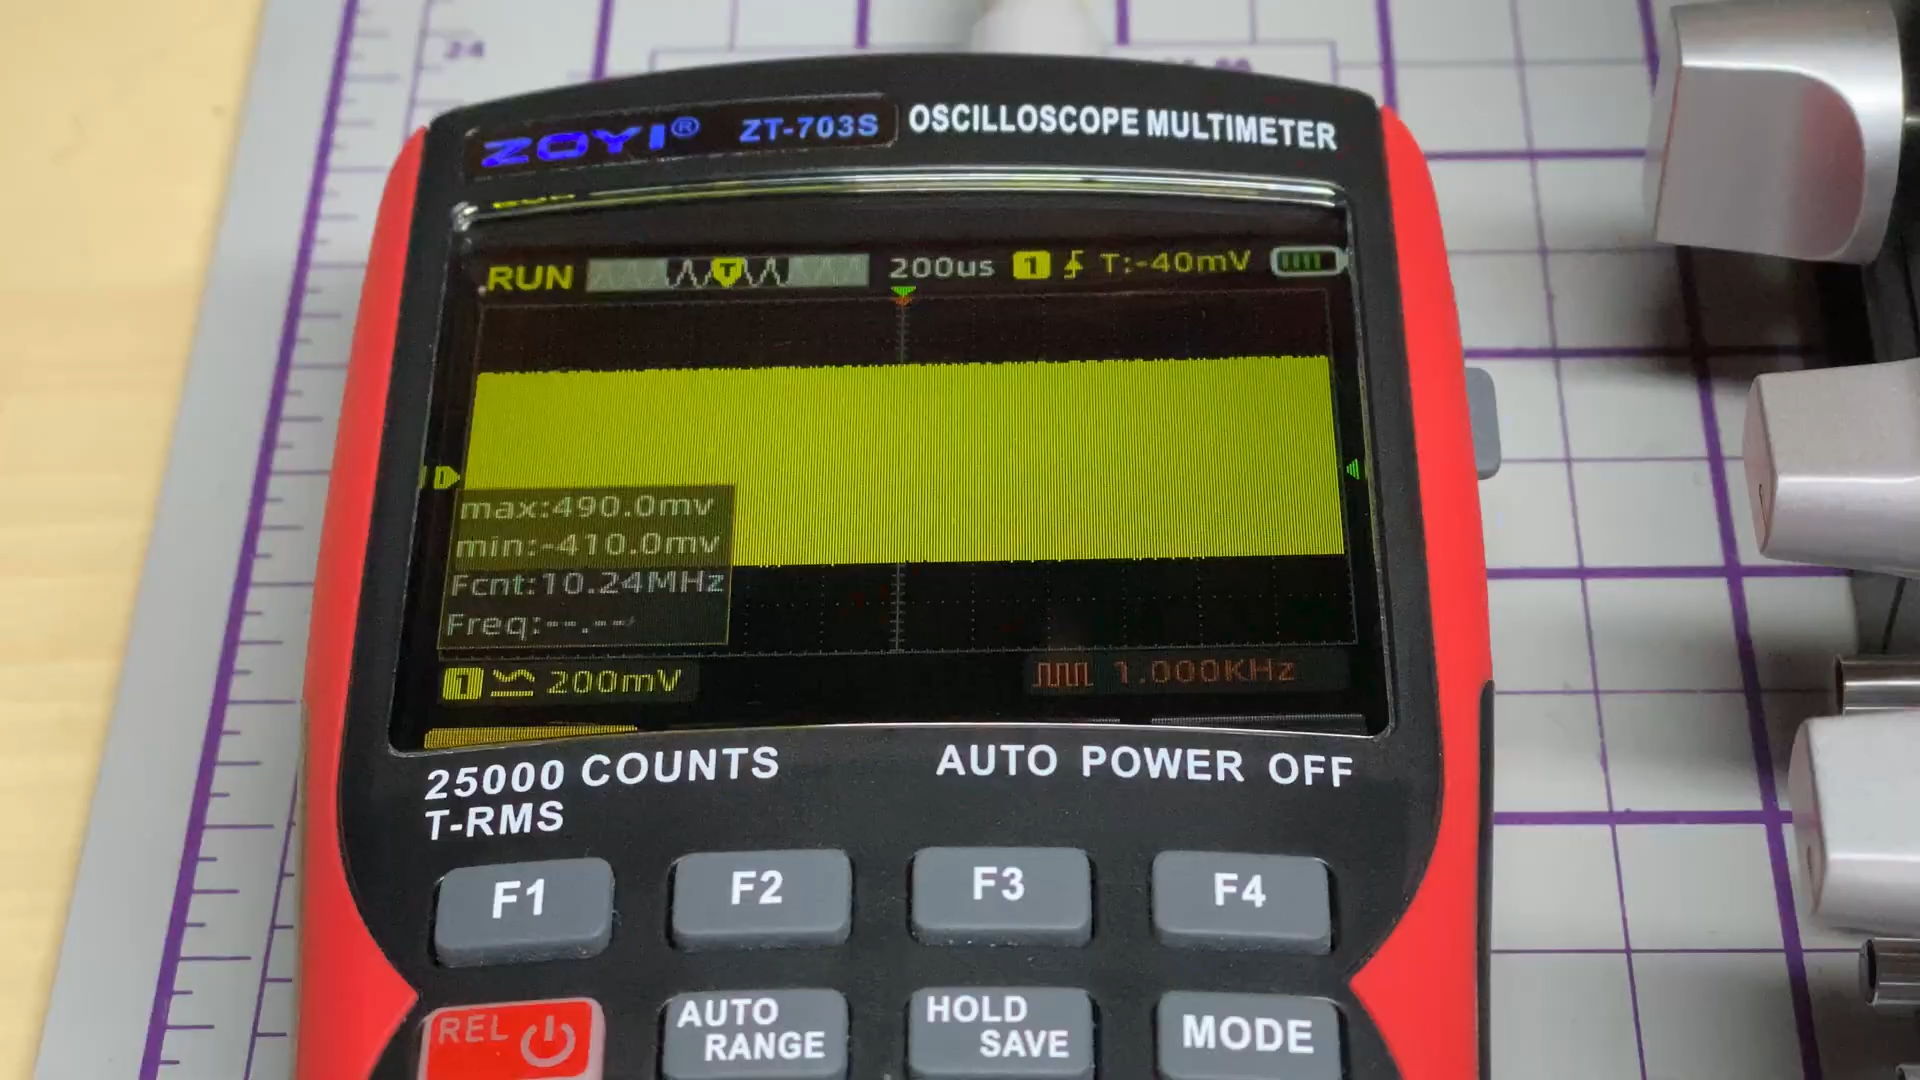 24
ZOYI® ZT-703S OSCILLOSCOPE MULTIMETER
RUN T 200us 1 T:-40mV
1
max:490.0mv
min:-410.0mv
Fcnt:10.24MHz
Freq:--.--
1 200mV 1.000KHz
25000 COUNTS AUTO POWER OFF
T-RMS
F1 F2 F3 F4
REL AUTO RANGE HOLD SAVE MODE